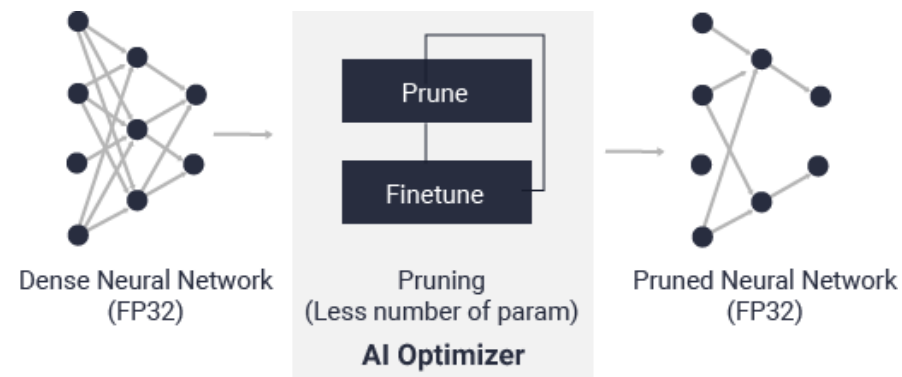 Prune
Finetune
Dense Neural Network
(FP32)
Pruning
(Less number of param)
AI Optimizer
Pruned Neural Network
(FP32)